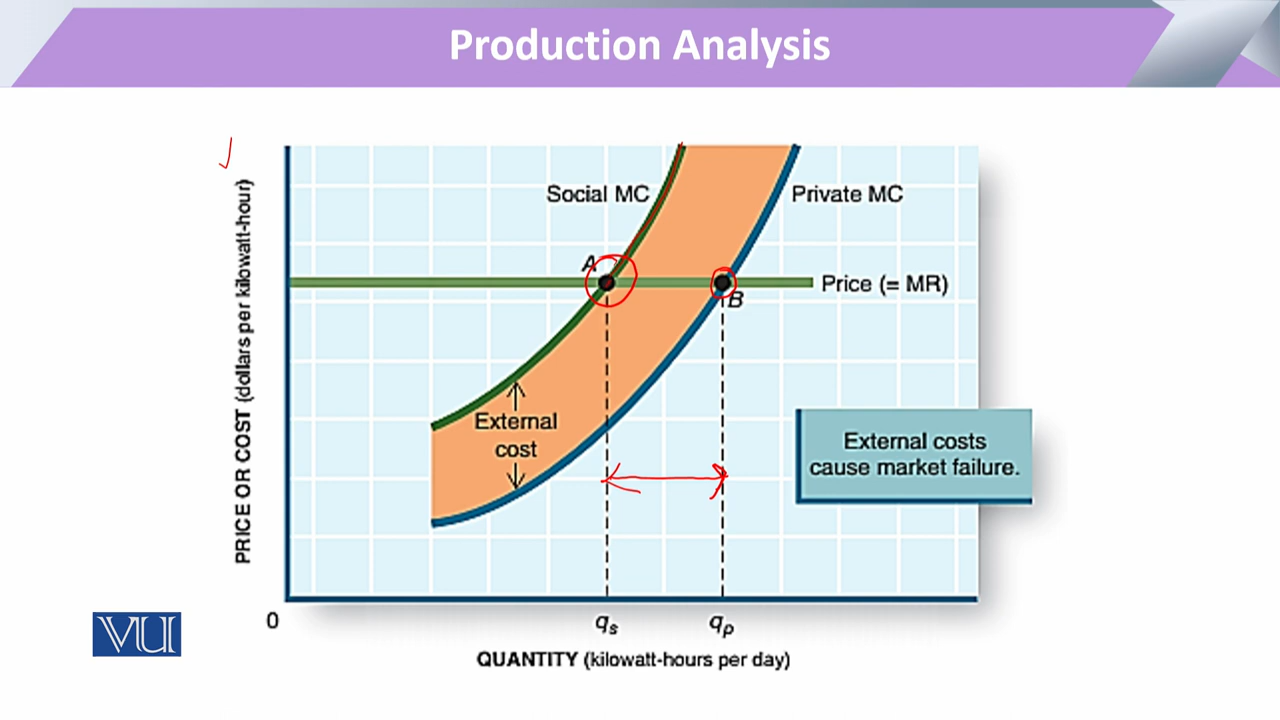 Production Analysis
PRICE OR COST (dollars per kilowatt-hour)
Social MC
Private MC
A
Price (= MR)
B
External
cost
External costs
cause market failure.
0
qs
qp
VU
QUANTITY (kilowatt-hours per day)